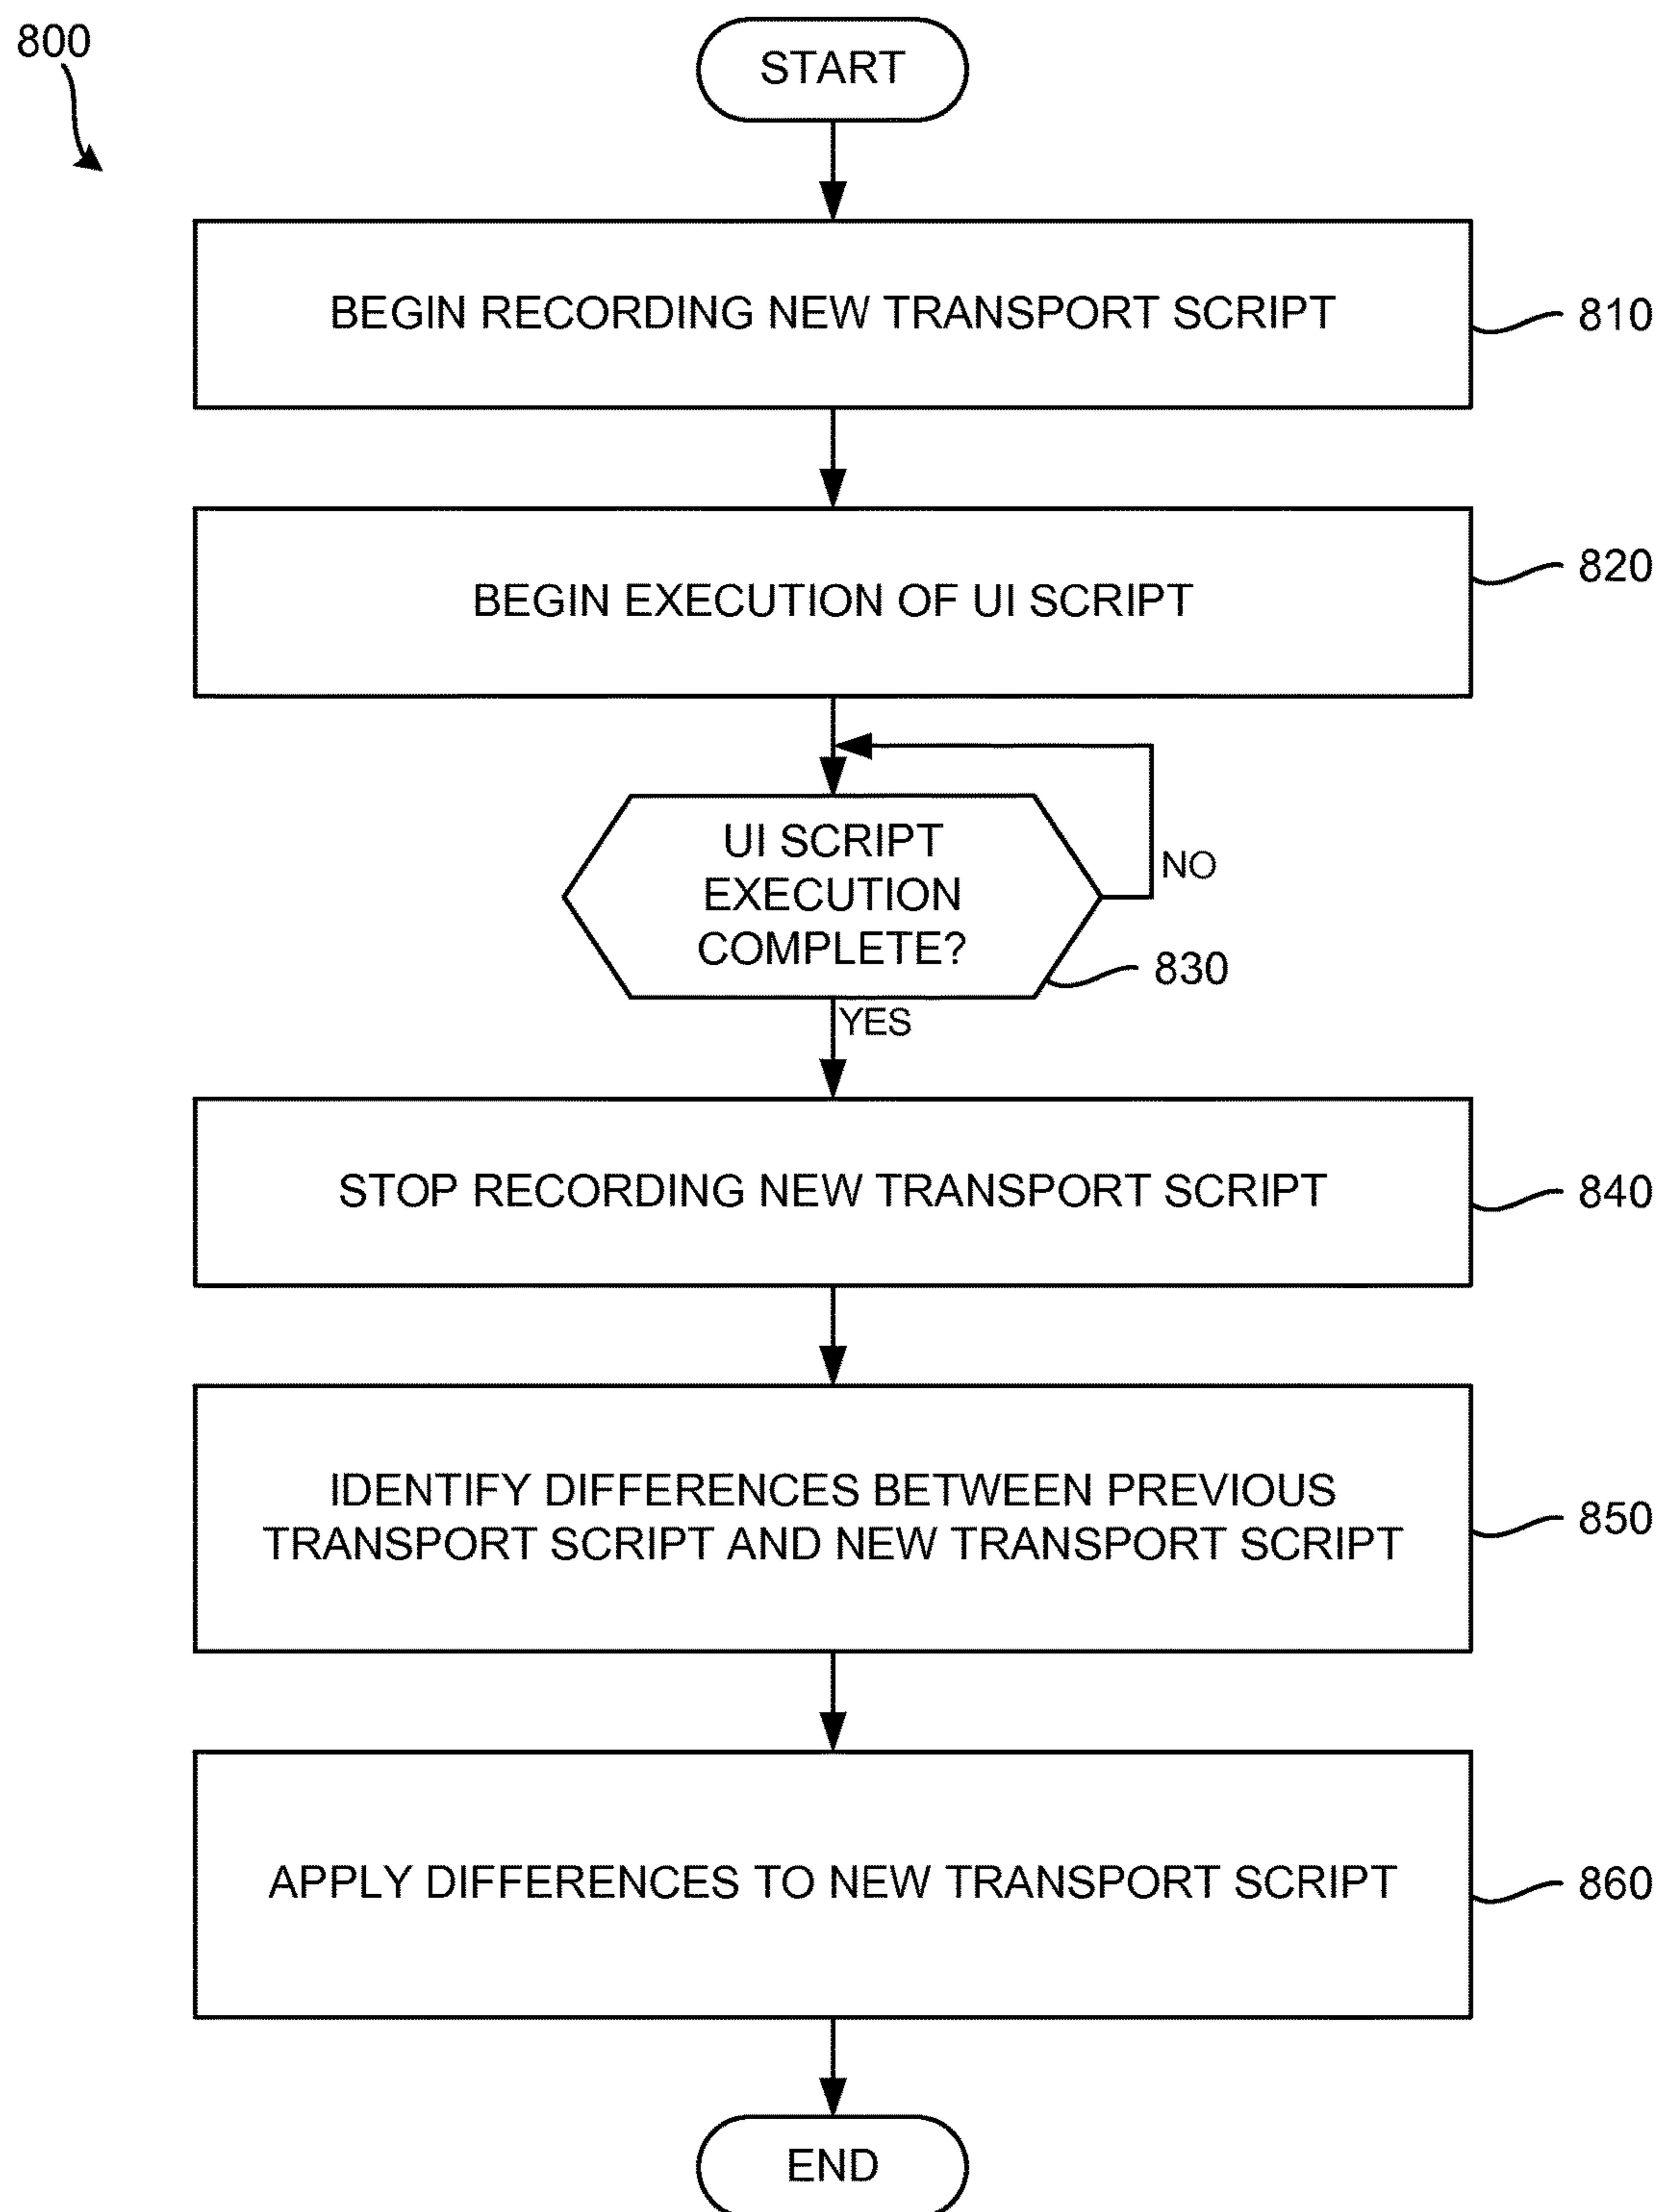 800
START
BEGIN RECORDING NEW TRANSPORT SCRIPT
810
BEGIN EXECUTION OF UI SCRIPT
820
UI SCRIPT
EXECUTION
COMPLETE?
NO
830
YES
STOP RECORDING NEW TRANSPORT SCRIPT
840
IDENTIFY DIFFERENCES BETWEEN PREVIOUS
TRANSPORT SCRIPT AND NEW TRANSPORT SCRIPT
850
APPLY DIFFERENCES TO NEW TRANSPORT SCRIPT
860
END